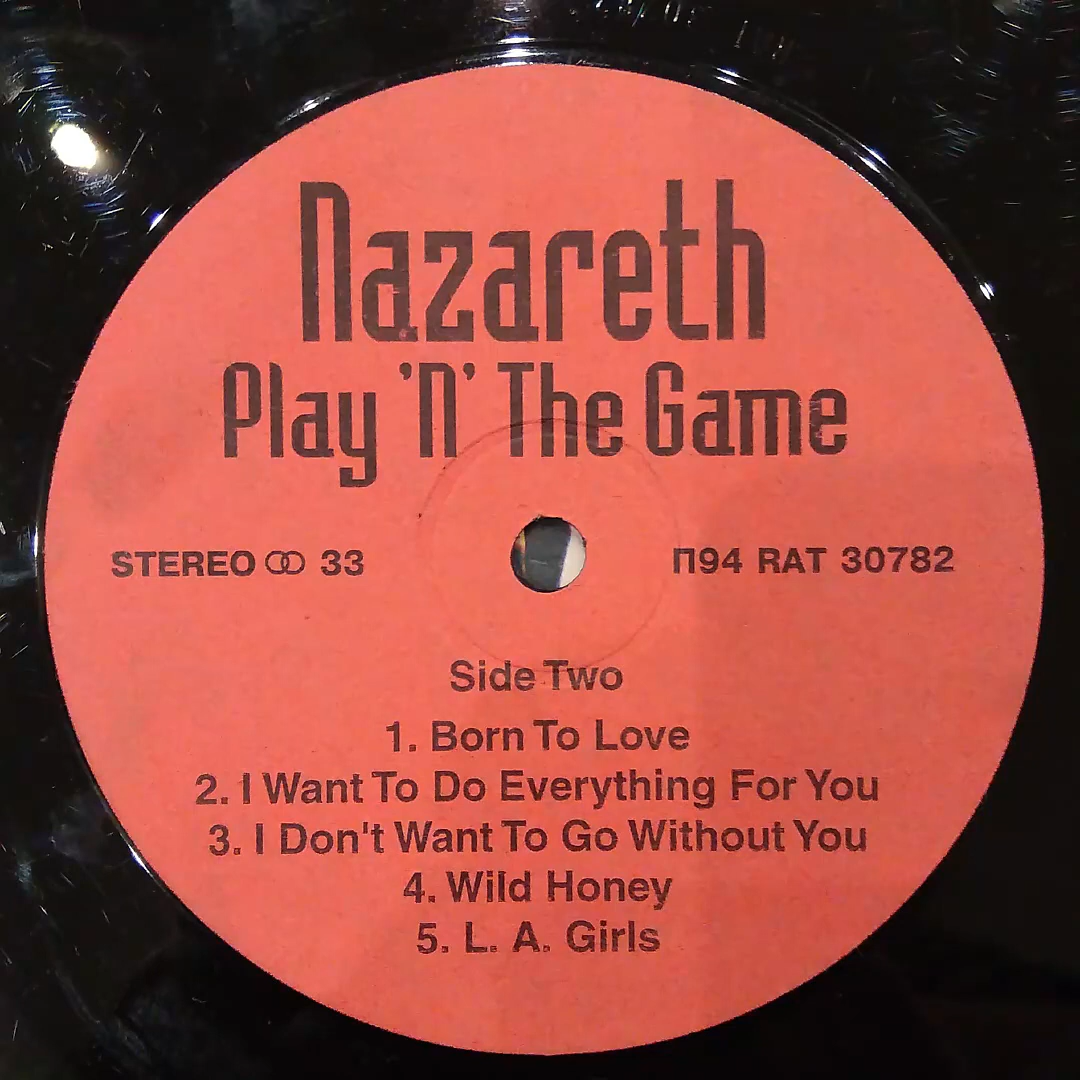 Nazareth
Play 'N' The Game
STEREO 33
П94 RAT 30782
Side Two
1. Born To Love
2. I Want To Do Everything For You
3. I Don't Want To Go Without You
4. Wild Honey
5. L. A. Girls